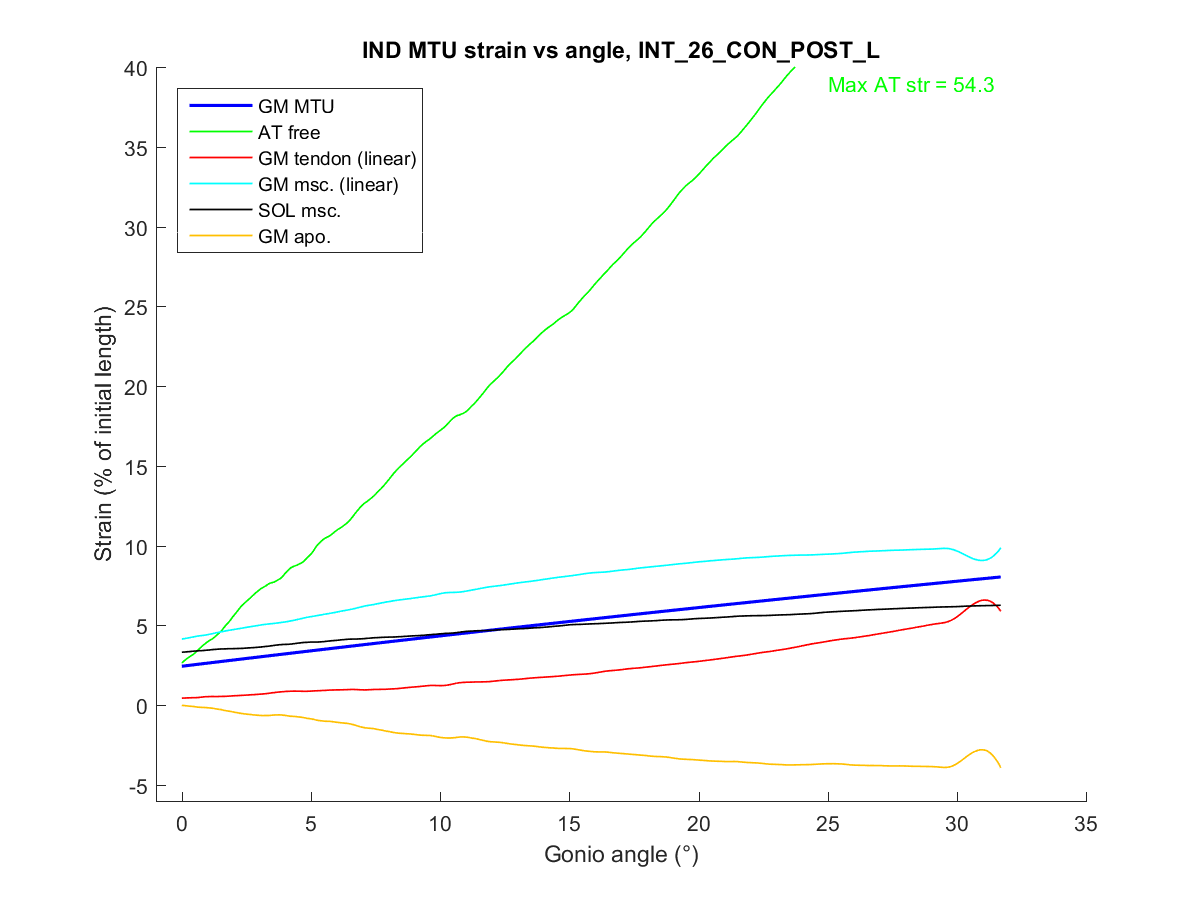 IND MTU strain vs angle, INT_26_CON_POST_L
Max AT str = 54.3
GM MTU
AT free
GM tendon (linear)
GM msc. (linear)
SOL msc.
GM apo.
Strain (% of initial length)
40
35
30
25
20
15
10
5
0
-5
0
5
10
15
20
25
30
35
Gonio angle (°)